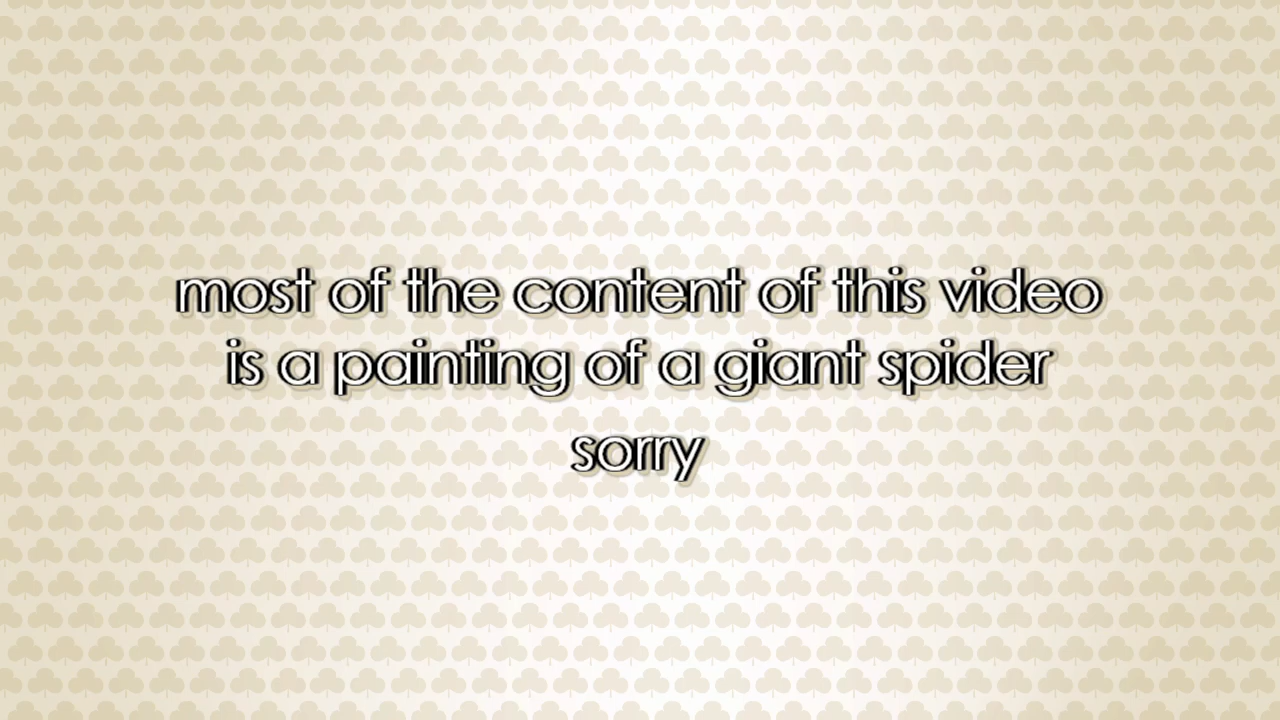 most of the content of this video
is a painting of a giant spider
sorry